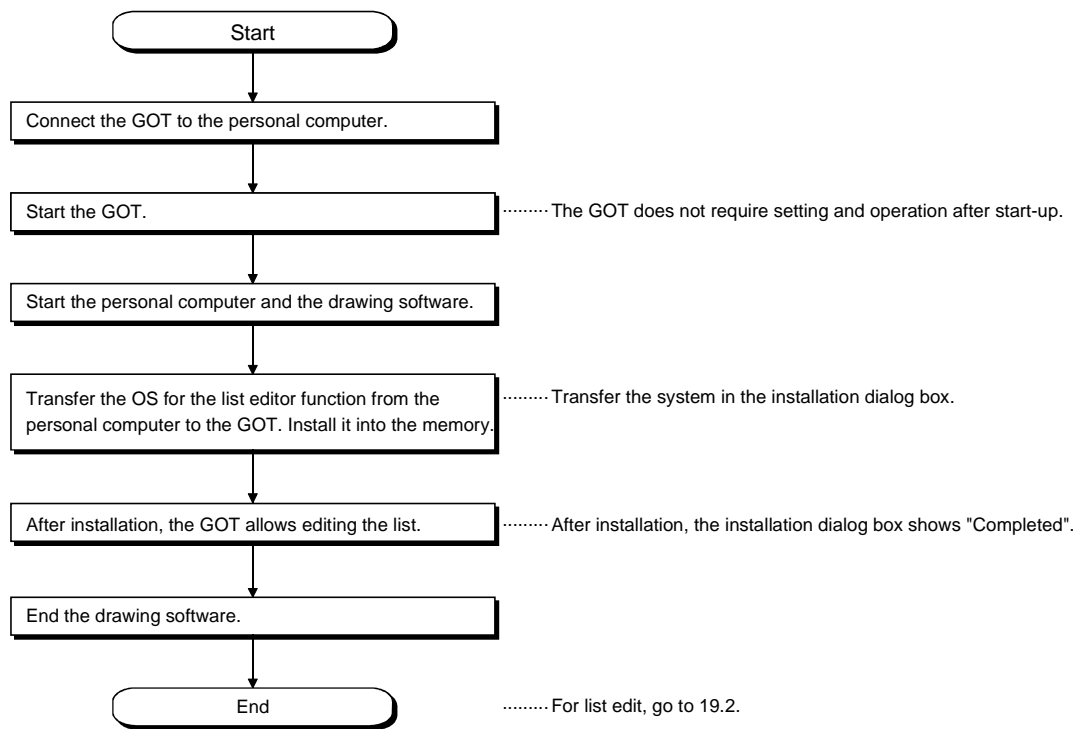 Start
Connect the GOT to the personal computer.
Start the GOT.
········· The GOT does not require setting and operation after start-up.
Start the personal computer and the drawing software.
Transfer the OS for the list editor function from the
personal computer to the GOT. Install it into the memory.
········· Transfer the system in the installation dialog box.
After installation, the GOT allows editing the list.
········· After installation, the installation dialog box shows "Completed".
End the drawing software.
End
········· For list edit, go to 19.2.